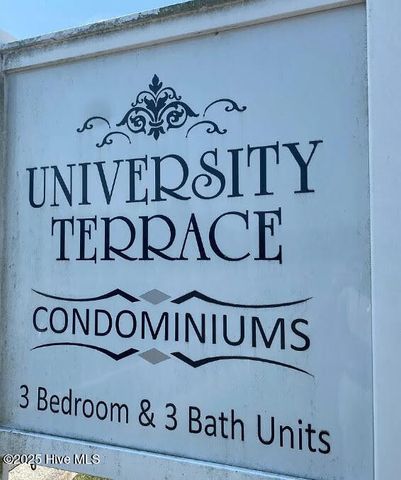 UNIVERSITY
TERRACE
CONDOMINIUMS
3 Bedroom & 3 Bath Units
©2025 Hive MLS